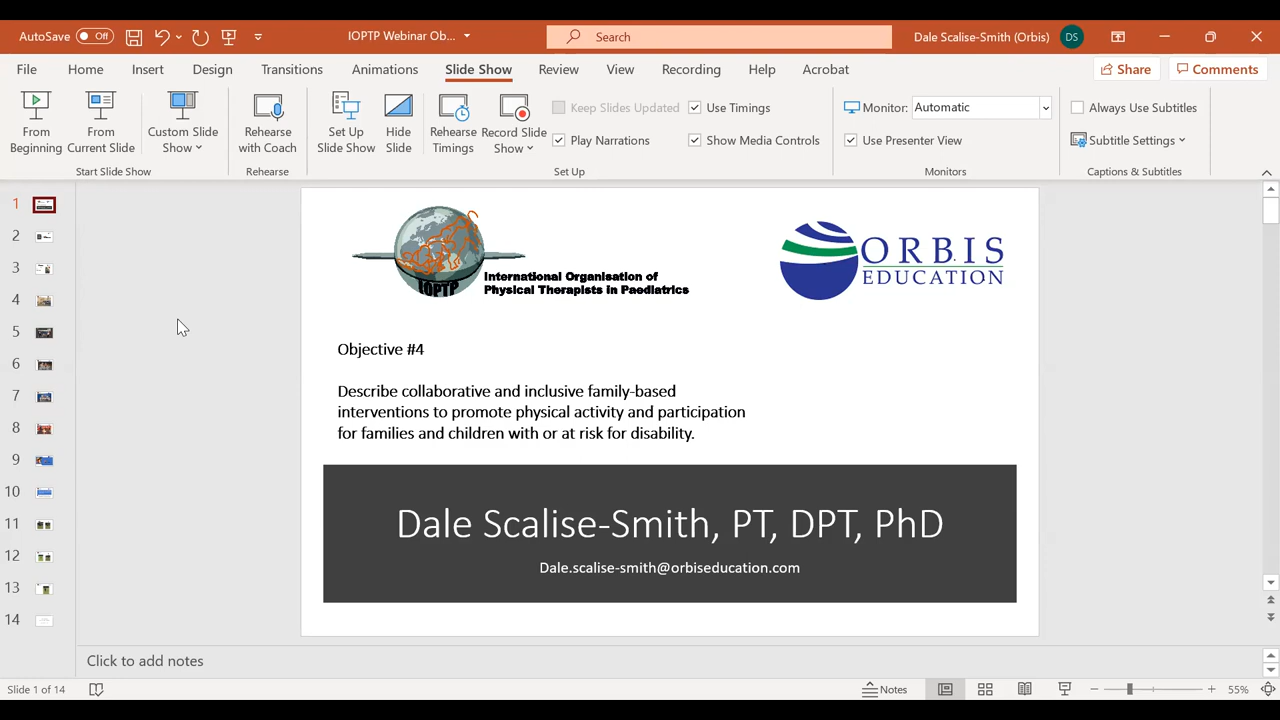 AutoSave Off
IOPTP Webinar Ob...
Search
Dale Scalise-Smith (Orbis) DS
File Home Insert Design Transitions Animations Slide Show Review View Recording Help Acrobat Share Comments
From Beginning
From Current Slide
Custom Slide Show
Start Slide Show
Rehearse with Coach
Rehearse
Set Up Slide Show
Hide Slide
Rehearse Timings
Record Slide Show
Keep Slides Updated
Use Timings
Play Narrations
Show Media Controls
Set Up
Monitor: Automatic
Use Presenter View
Monitors
Always Use Subtitles
Subtitle Settings
Captions & Subtitles
1
2
3
4
5
6
7
8
9
10
11
12
13
14
IOPTP
International Organisation of
Physical Therapists in Paediatrics
ORBIS
EDUCATION
Objective #4
Describe collaborative and inclusive family-based
interventions to promote physical activity and participation
for families and children with or at risk for disability.
Dale Scalise-Smith, PT, DPT, PhD
Dale.scalise-smith@orbiseducation.com
Click to add notes
Slide 1 of 14
Notes
55%